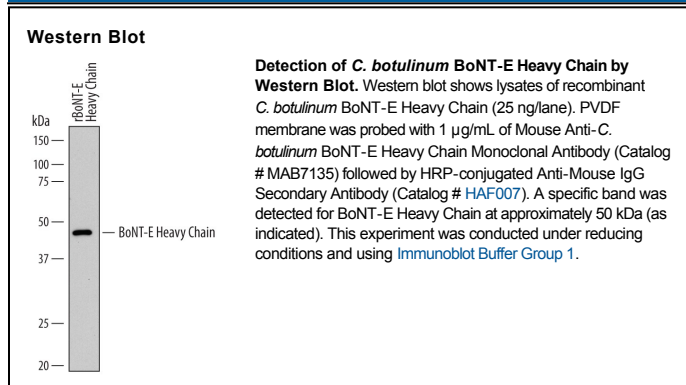 Western Blot
rBoNT-E
Heavy Chain
kDa
150
100
75
50
BoNT-E Heavy Chain
37
25
20
Detection of C. botulinum BoNT-E Heavy Chain by
Western Blot. Western blot shows lysates of recombinant
C. botulinum BoNT-E Heavy Chain (25 ng/lane). PVDF
membrane was probed with 1 µg/mL of Mouse Anti-C.
botulinum BoNT-E Heavy Chain Monoclonal Antibody (Catalog
# MAB7135) followed by HRP-conjugated Anti-Mouse IgG
Secondary Antibody (Catalog # HAF007). A specific band was
detected for BoNT-E Heavy Chain at approximately 50 kDa (as
indicated). This experiment was conducted under reducing
conditions and using Immunoblot Buffer Group 1.